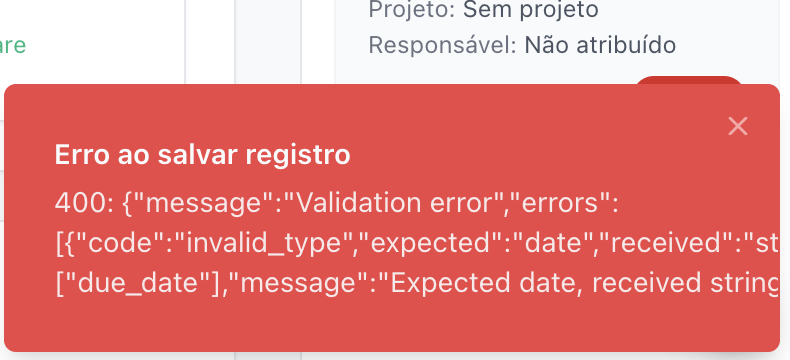 Projeto: Sem projeto
are
Responsável: Não atribuído
Erro ao salvar registro
400: {"message":"Validation error","errors":
[{"code":"invalid_type","expected":"date","received":"st
["due_date"],"message":"Expected date, received string